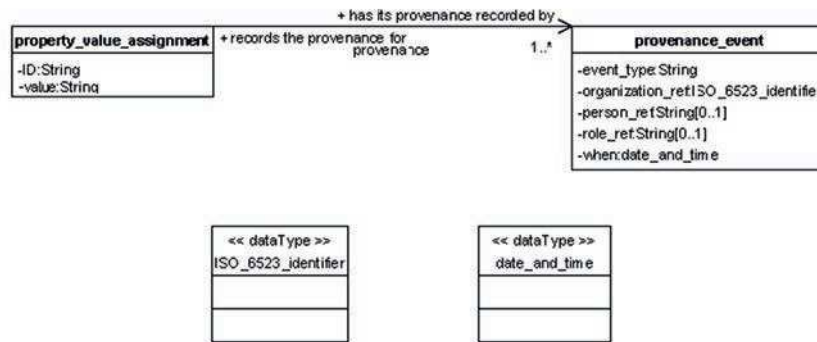 + has its provenance recorded by
property_value_assignment
+ records the provenance for
provenance
1..*
provenance_event
-ID:String
-value:String
-event_type:String
-organization_ref:ISO_6523_identifie
-person_ref:String[0..1]
-role_ref:String[0..1]
-when:date_and_time
<< dataType >>
ISO_6523_identifier
<< dataType >>
date_and_time